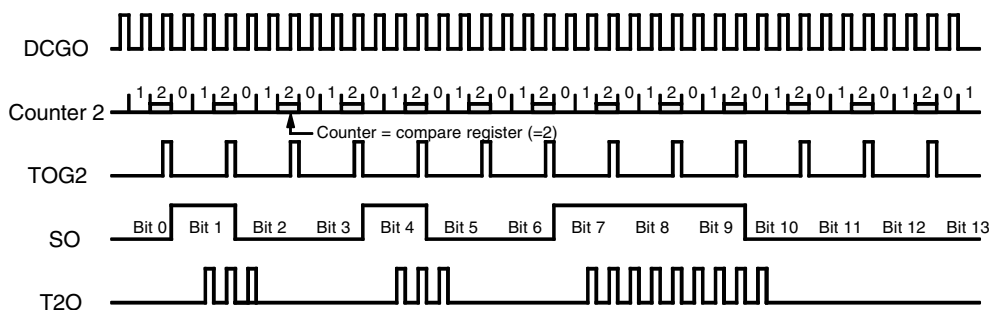 DCGO
1 2 0 1 2 0 1 2 0 1 2 0 1 2 0 1 2 0 1 2 0 1 2 0 1 2 0 1 2 0 1 2 0 1 2 0 1 2 0 1
Counter 2
Counter = compare register (=2)
TOG2
SO
Bit 0 Bit 1 Bit 2 Bit 3 Bit 4 Bit 5 Bit 6 Bit 7 Bit 8 Bit 9 Bit 10 Bit 11 Bit 12 Bit 13
T2O